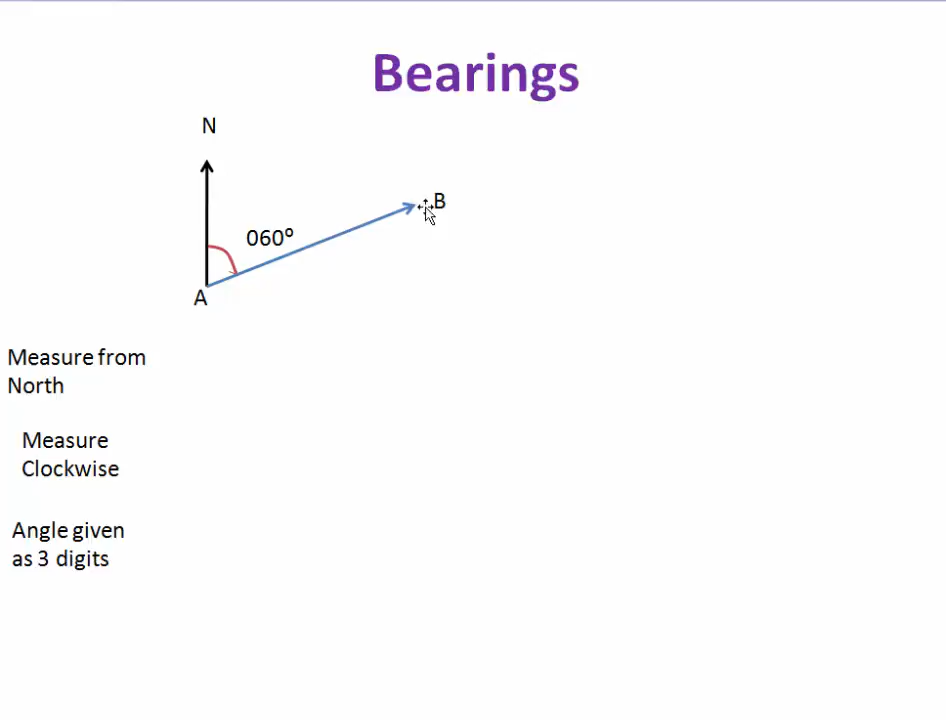 Bearings
N
B
060º
A
Measure from
North
Measure
Clockwise
Angle given
as 3 digits